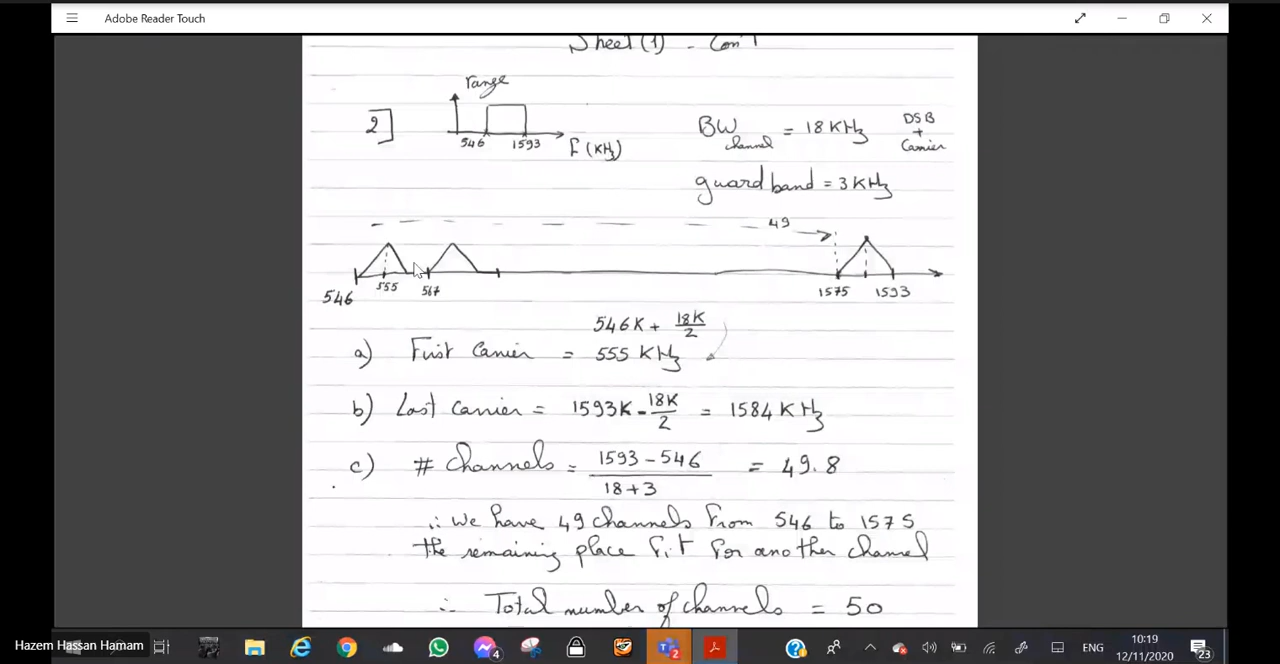 Adobe Reader Touch
Sheet (1) - Con't
2]
range
546 1593 F (KHz)
BW channel = 18 KHz
DSB
+
Carrier
guard band = 3 KHz
49
546 555 567 1575 1593
546K + 18K/2
a) First Carrier = 555 KHz
b) Last Carrier = 1593K - 18K/2 = 1584 KHz
c) # Channels = 1593 - 546 / 18 + 3 = 49.8
∴ We have 49 channels From 546 to 1575
the remaining place Fit For another channel
∴ Total number of channels = 50
Hazem Hassan Hamam
4
2
ENG
10:19
12/11/2020
23